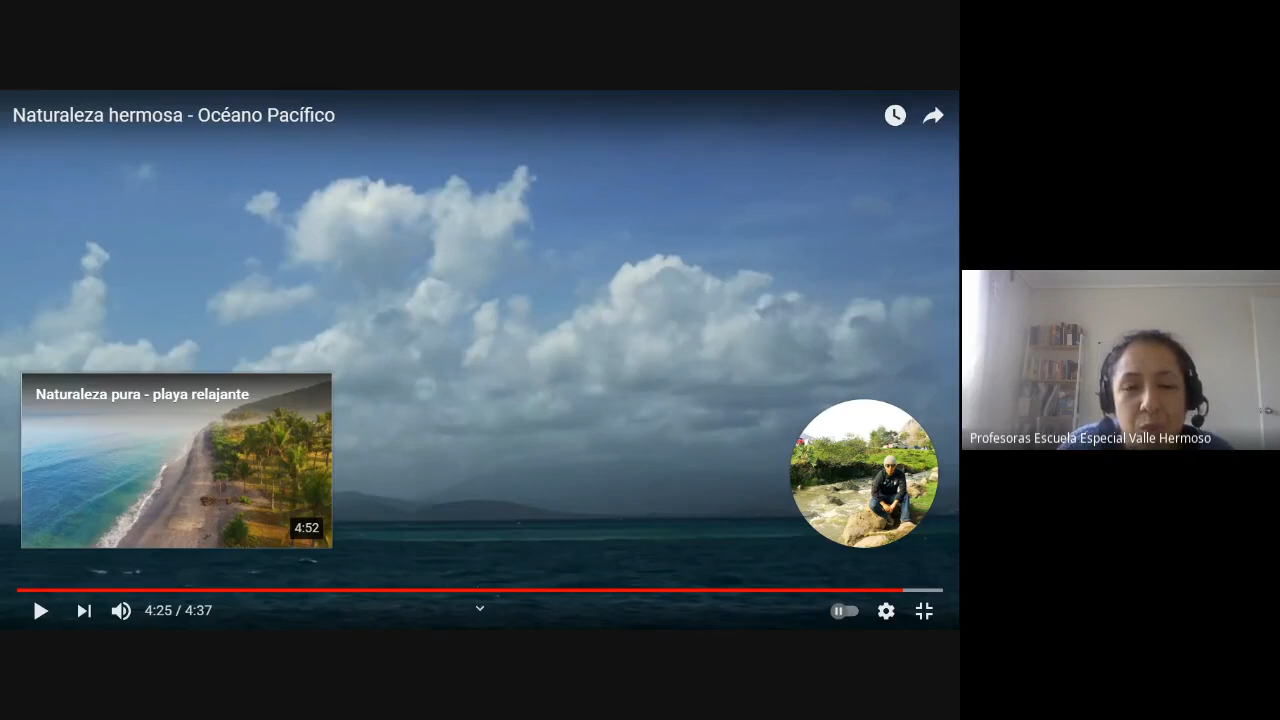 Naturaleza hermosa - Océano Pacífico
Naturaleza pura - playa relajante
4:52
4:25 / 4:37
Profesoras Escuela Especial Valle Hermoso